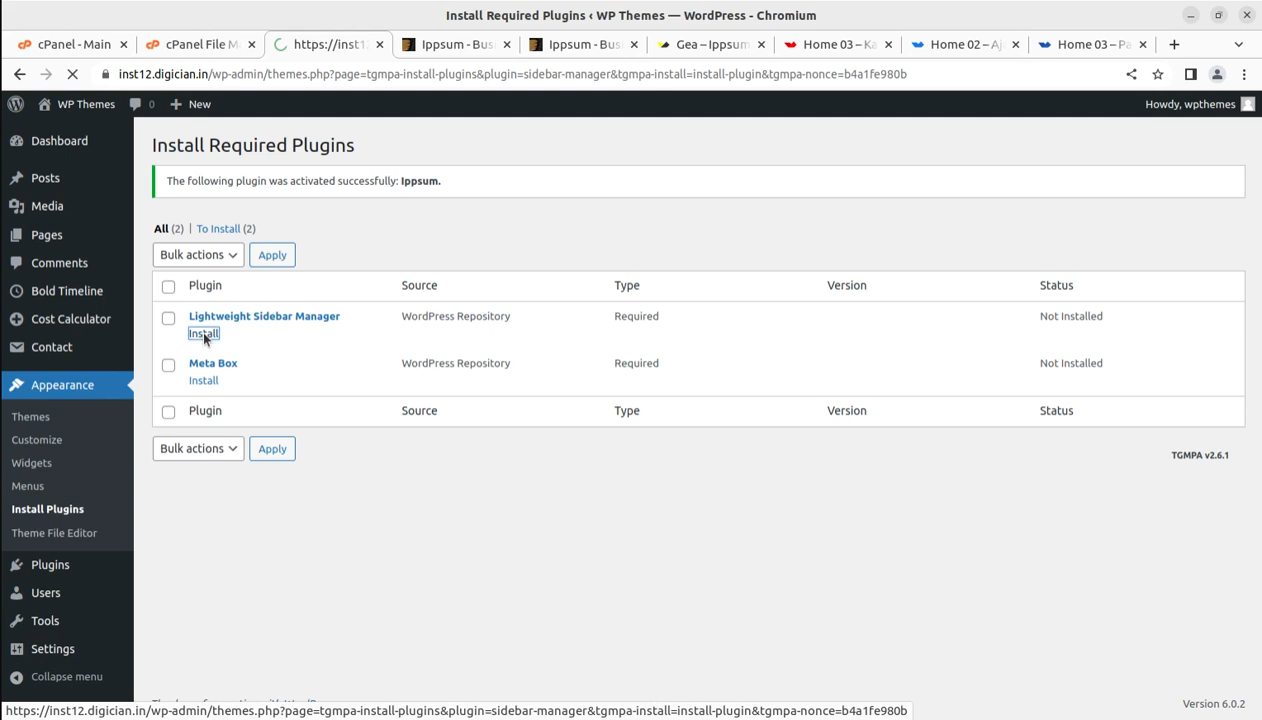 Install Required Plugins ‹ WP Themes — WordPress - Chromium
cPanel - Main
cPanel File M
https://inst1
Ippsum - Bus
Ippsum - Bus
Gea – Ippsum
Home 03 – Ka
Home 02 – Aj
Home 03 – Pa
inst12.digician.in/wp-admin/themes.php?page=tgmpa-install-plugins&plugin=sidebar-manager&tgmpa-install=install-plugin&tgmpa-nonce=b4a1fe980b
WP Themes 0 New Howdy, wpthemes
Dashboard
Posts
Media
Pages
Comments
Bold Timeline
Cost Calculator
Contact
Appearance
Themes
Customize
Widgets
Menus
Install Plugins
Theme File Editor
Plugins
Users
Tools
Settings
Collapse menu
Install Required Plugins
The following plugin was activated successfully: Ippsum.
All (2) | To Install (2)
Bulk actions Apply
Plugin Source Type Version Status
Lightweight Sidebar Manager WordPress Repository Required Not Installed
Install
Meta Box WordPress Repository Required Not Installed
Install
Plugin Source Type Version Status
Bulk actions Apply
TGMPA v2.6.1
Version 6.0.2
https://inst12.digician.in/wp-admin/themes.php?page=tgmpa-install-plugins&plugin=sidebar-manager&tgmpa-install=install-plugin&tgmpa-nonce=b4a1fe980b